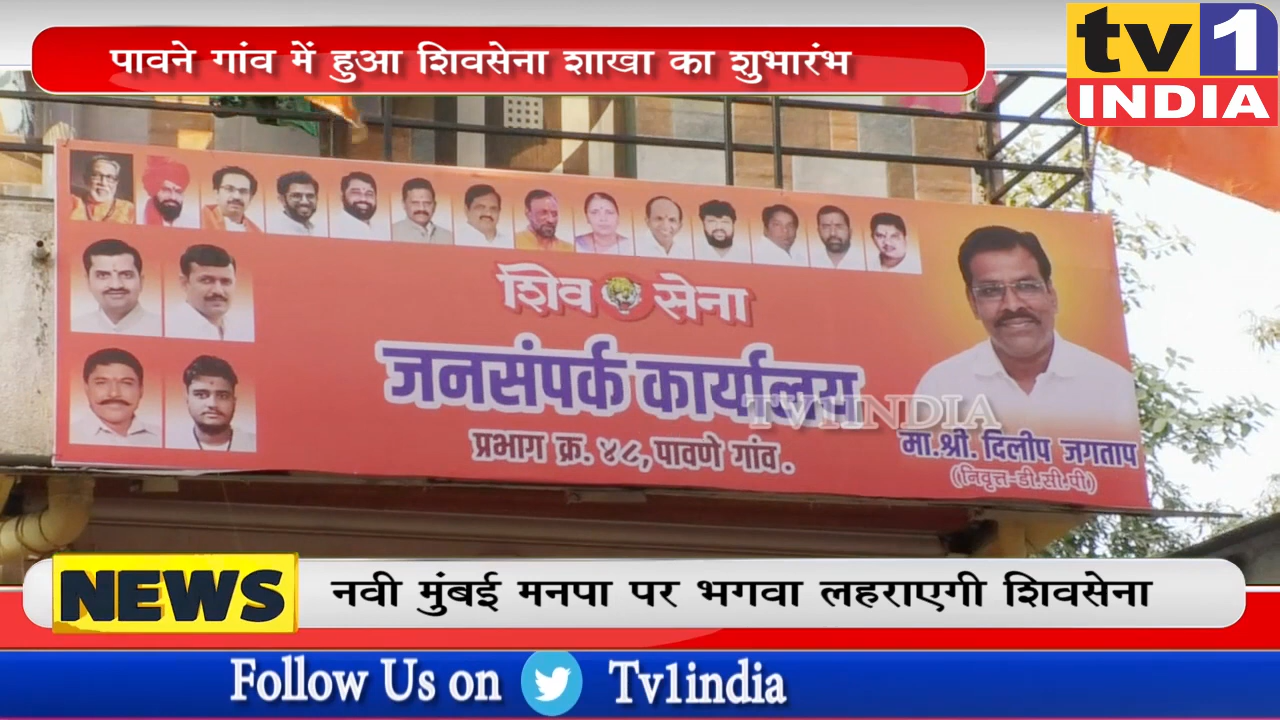 पावने गांव में हुआ शिवसेना शाखा का शुभारंभ
tv1
INDIA
शिव सेना
जनसंपर्क कार्यालय
TV1INDIA
प्रभाग क्र. ४८, पावणे गांव .
मा.श्री. दिलीप जगताप
(निवृत्त-डी.सी.पी)
NEWS
नवी मुंबई मनपा पर भगवा लहराएगी शिवसेना
Follow Us on Tv1india